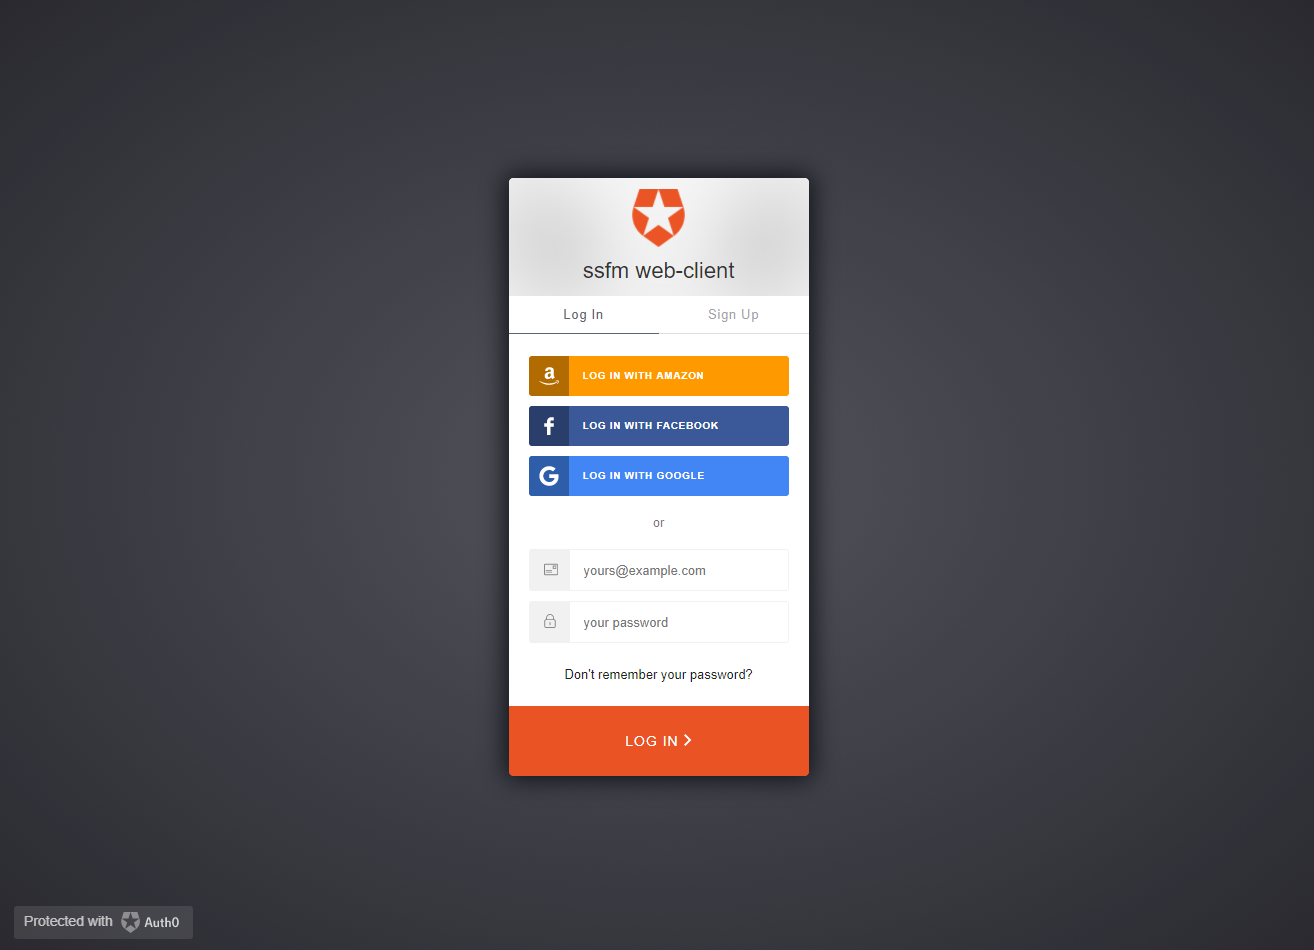 ssfm web-client
Log In
Sign Up
LOG IN WITH AMAZON
LOG IN WITH FACEBOOK
LOG IN WITH GOOGLE
or
yours@example.com
your password
Don't remember your password?
LOG IN
Protected with Auth0